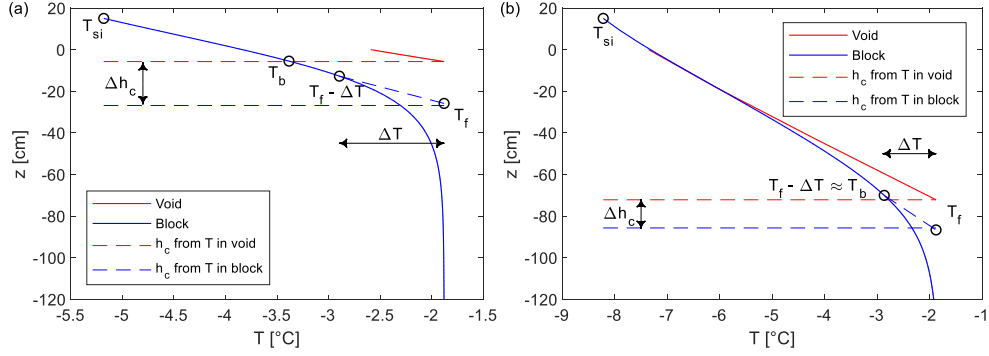 (a)
20
0
-20
-40
-60
-80
-100
-120
z [cm]
-5.5
-5
-4.5
-4
-3.5
-3
-2.5
-2
-1.5
T [°C]
T_si
T_b
T_f - ΔT
T_f
Δh_c
ΔT
Void
Block
h_c from T in void
h_c from T in block
(b)
20
0
-20
-40
-60
-80
-100
-120
z [cm]
-9
-8
-7
-6
-5
-4
-3
-2
-1
T [°C]
T_si
T_f - ΔT ≈ T_b
T_f
Δh_c
ΔT
Void
Block
h_c from T in void
h_c from T in block